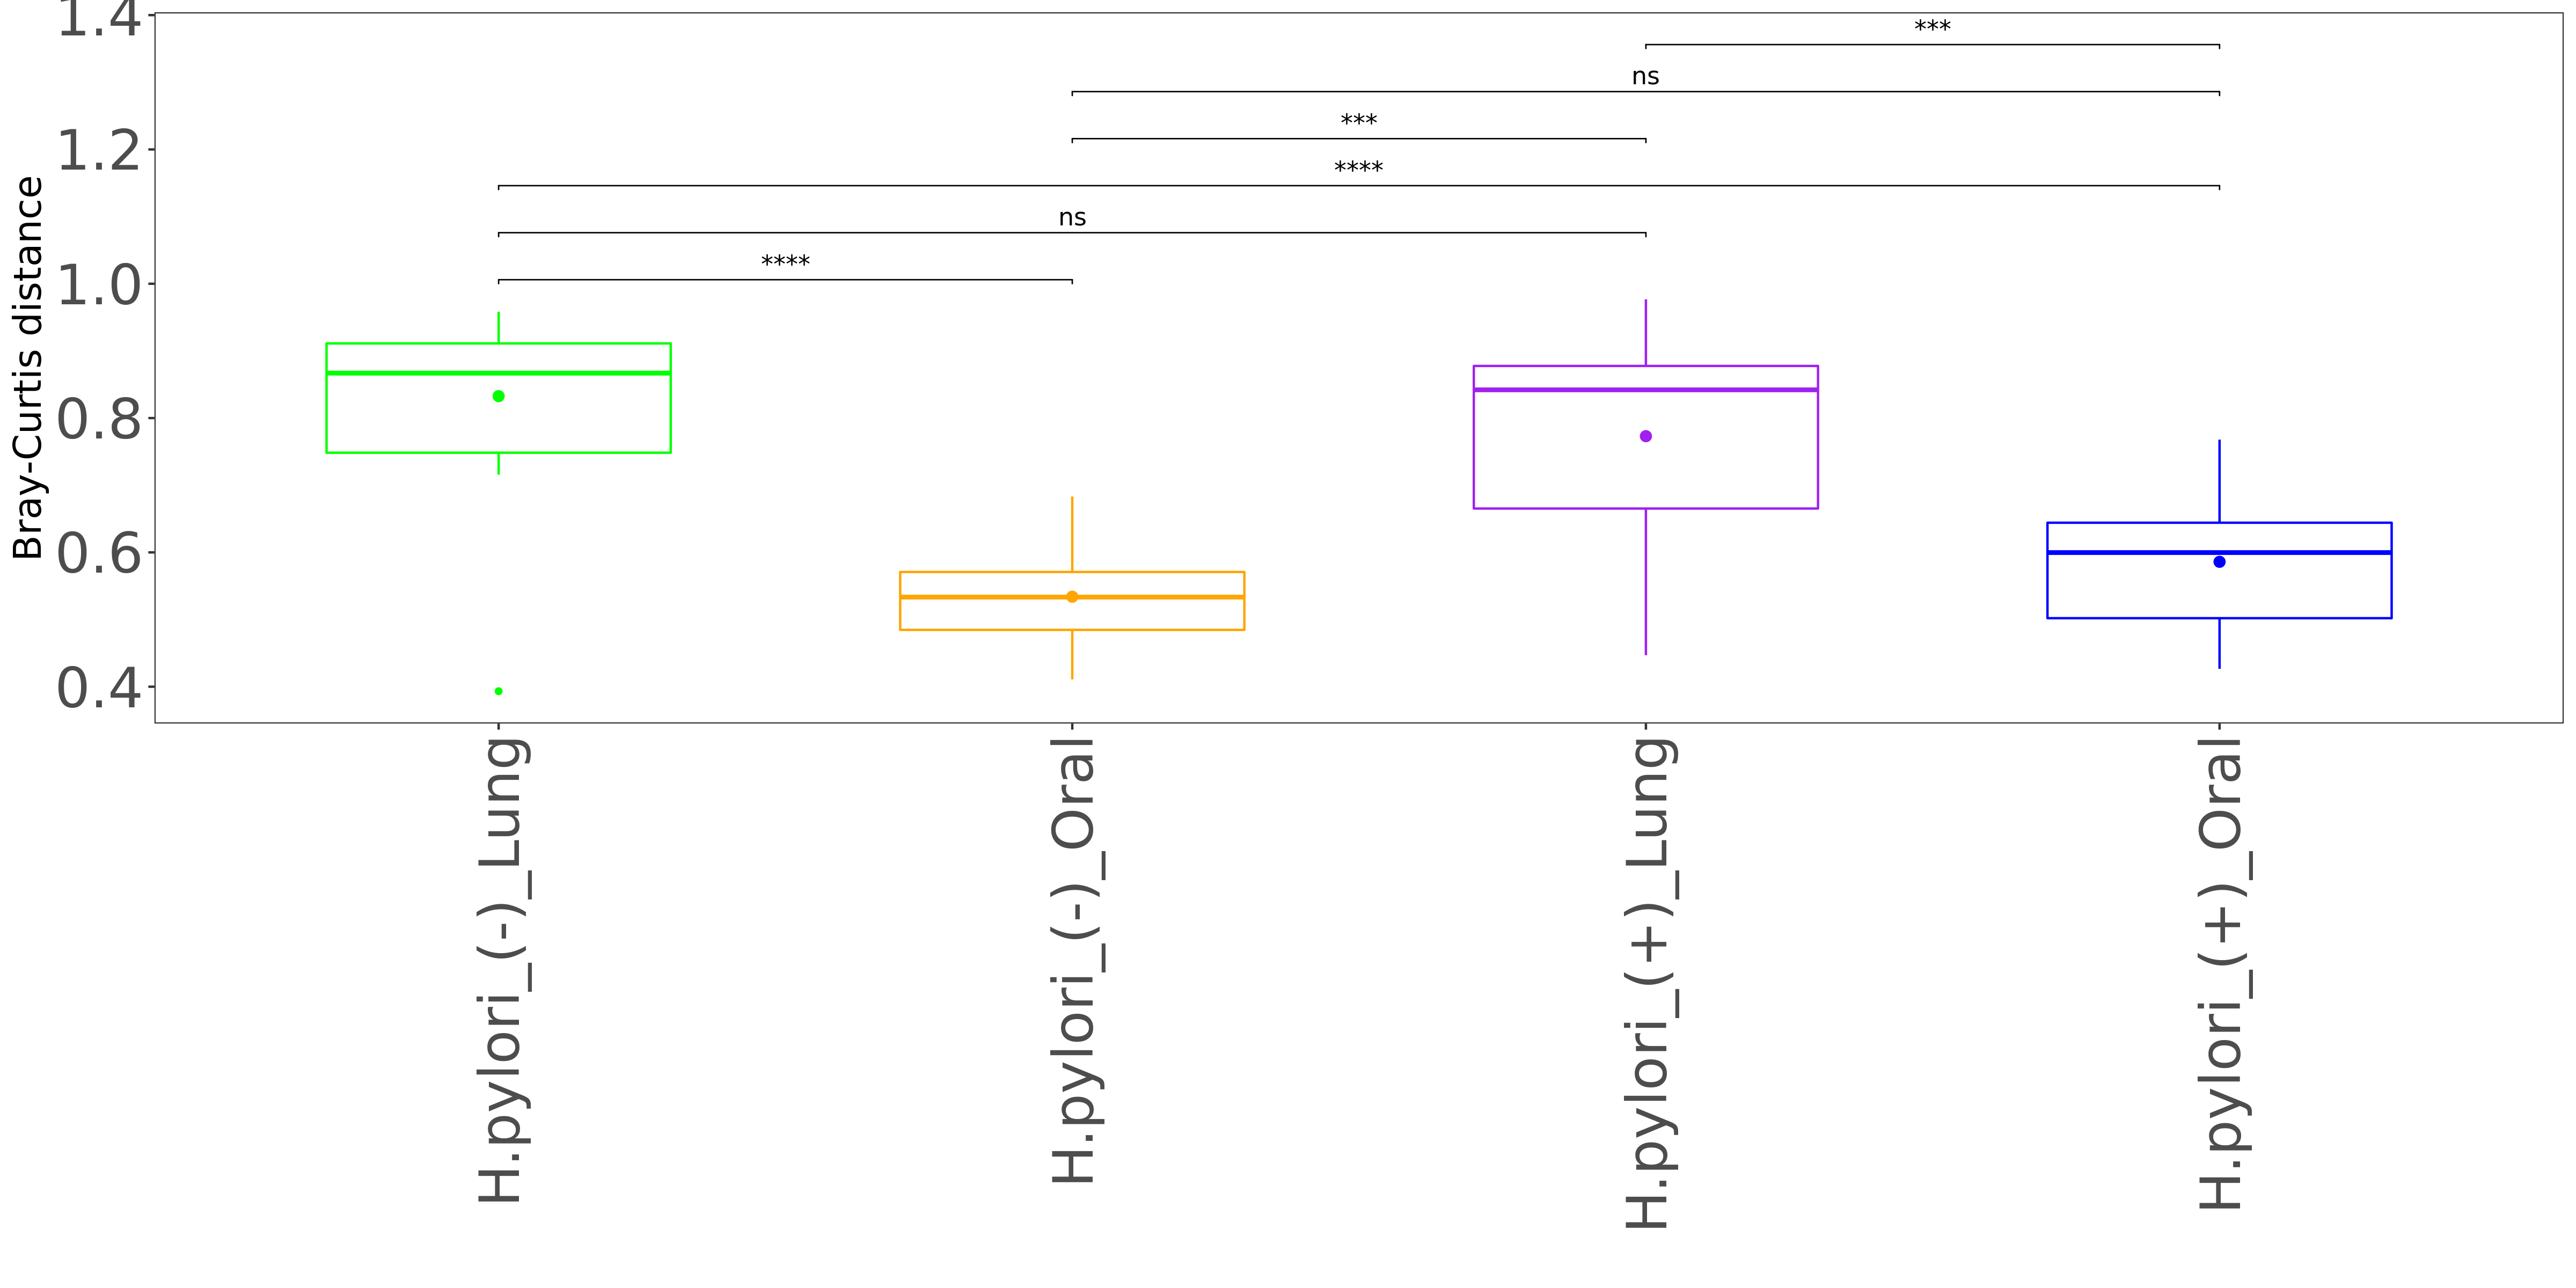 1.4
1.2
1.0
0.8
0.6
0.4
Bray-Curtis distance
***
ns
***
****
ns
****
H.pylori_(-)_Lung
H.pylori_(-)_Oral
H.pylori_(+)_Lung
H.pylori_(+)_Oral